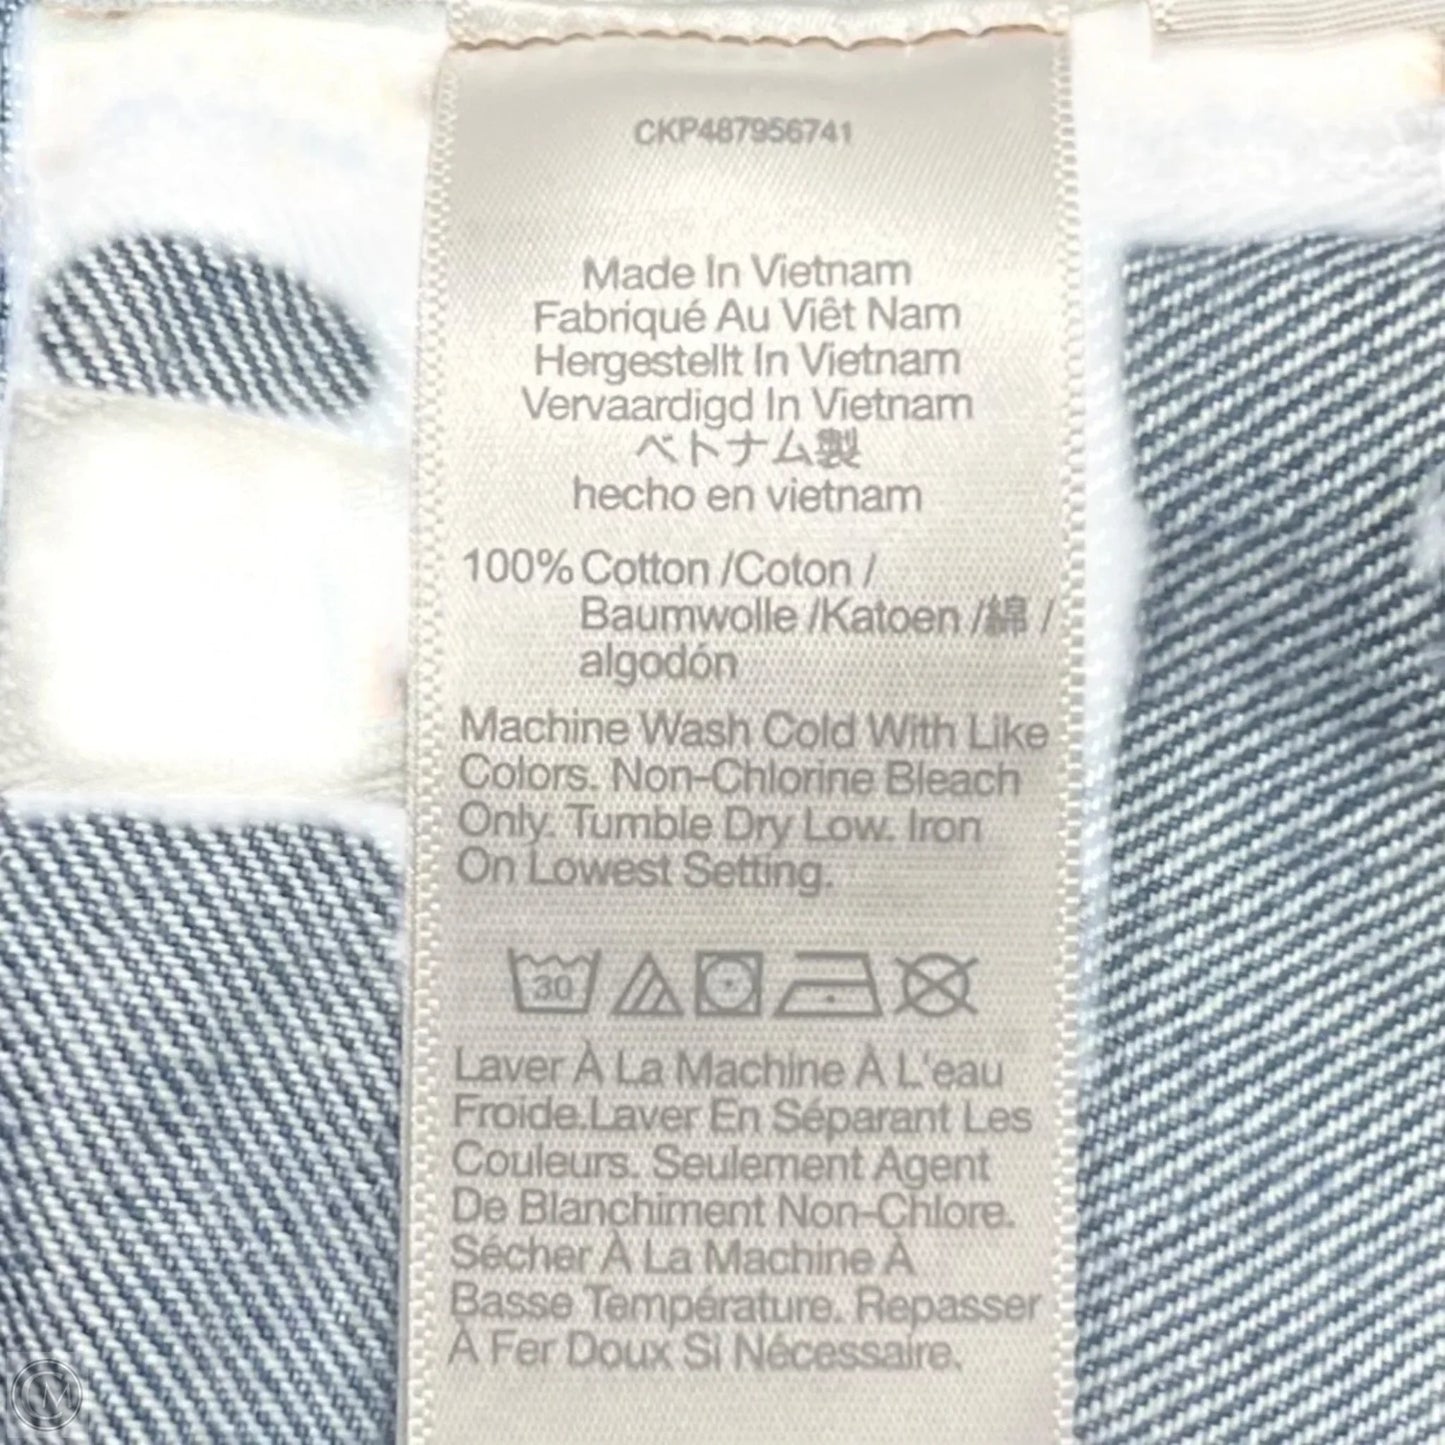 CKP487956741
Made In Vietnam
Fabriqué Au Viêt Nam
Hergestellt In Vietnam
Vervaardigd In Vietnam
ベトナム製
hecho en vietnam
100% Cotton /Coton /
Baumwolle /Katoen /綿 /
algodón
Machine Wash Cold With Like
Colors. Non-Chlorine Bleach
Only. Tumble Dry Low. Iron
On Lowest Setting.
30
Laver À La Machine À L'eau
Froide.Laver En Séparant Les
Couleurs. Seulement Agent
De Blanchiment Non-Chlore.
Sécher À La Machine À
Basse Température. Repasser
À Fer Doux Si Nécessaire.